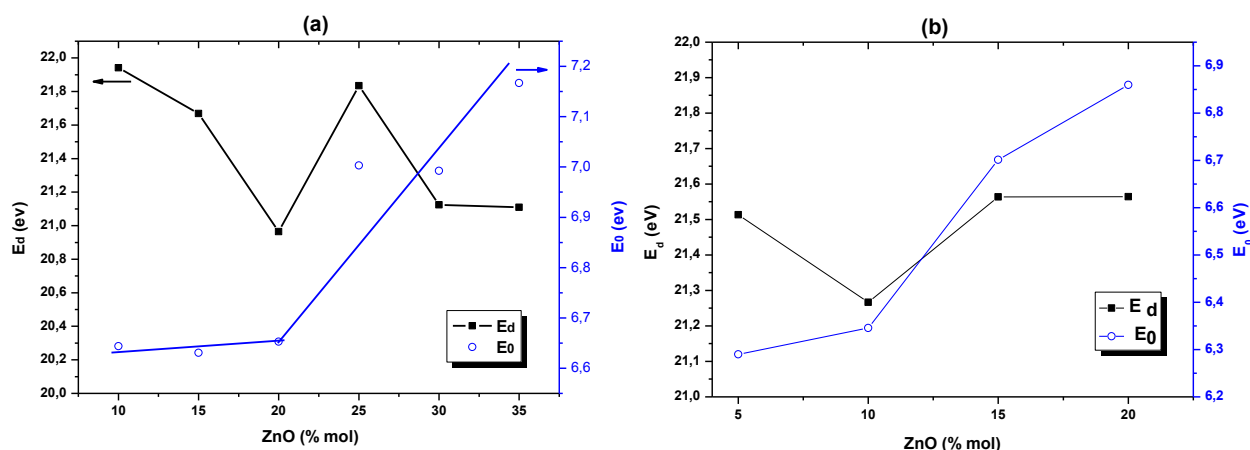 (a)
22,0
21,8
21,6
21,4
21,2
21,0
20,8
20,6
20,4
20,2
20,0
Ed (ev)
7,2
7,1
7,0
6,9
6,8
6,7
6,6
E0 (ev)
Ed
E0
10 15 20 25 30 35
ZnO (% mol)
(b)
22,0
21,9
21,8
21,7
21,6
21,5
21,4
21,3
21,2
21,1
21,0
E_d (eV)
6,9
6,8
6,7
6,6
6,5
6,4
6,3
6,2
E_0 (eV)
E d
E0
5 10 15 20
ZnO (% mol)